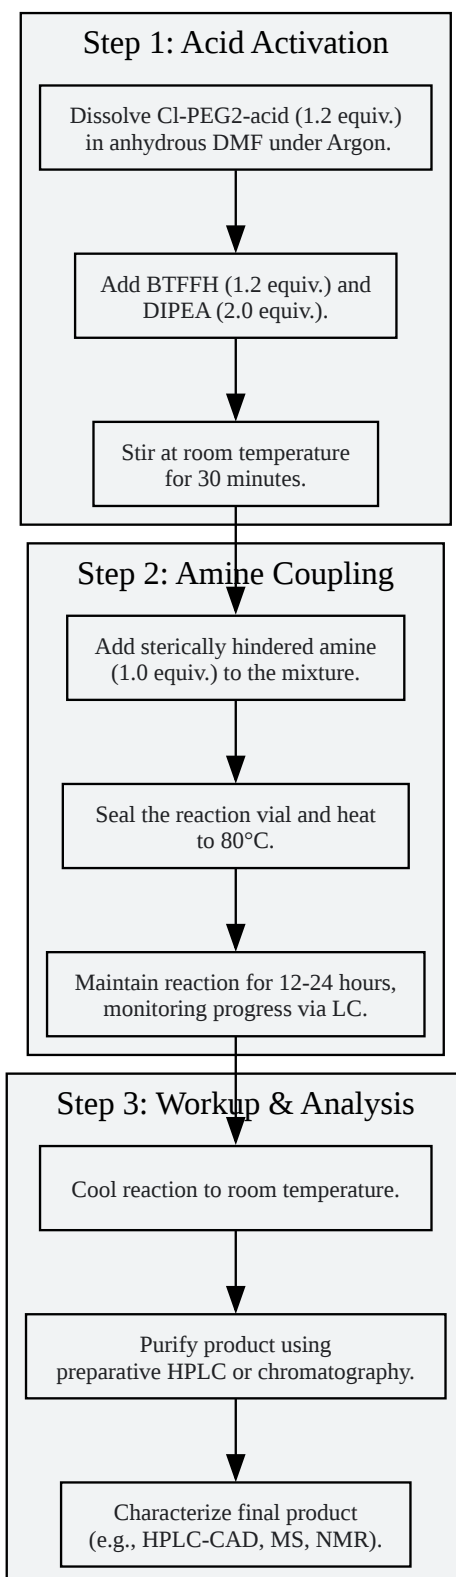 Step 1: Acid Activation
Dissolve Cl-PEG2-acid (1.2 equiv.)
in anhydrous DMF under Argon.
Add BTFFH (1.2 equiv.) and
DIPEA (2.0 equiv.).
Stir at room temperature
for 30 minutes.
Step 2: Amine Coupling
Add sterically hindered amine
(1.0 equiv.) to the mixture.
Seal the reaction vial and heat
to 80°C.
Maintain reaction for 12-24 hours,
monitoring progress via LC.
Step 3: Workup & Analysis
Cool reaction to room temperature.
Purify product using
preparative HPLC or chromatography.
Characterize final product
(e.g., HPLC-CAD, MS, NMR).